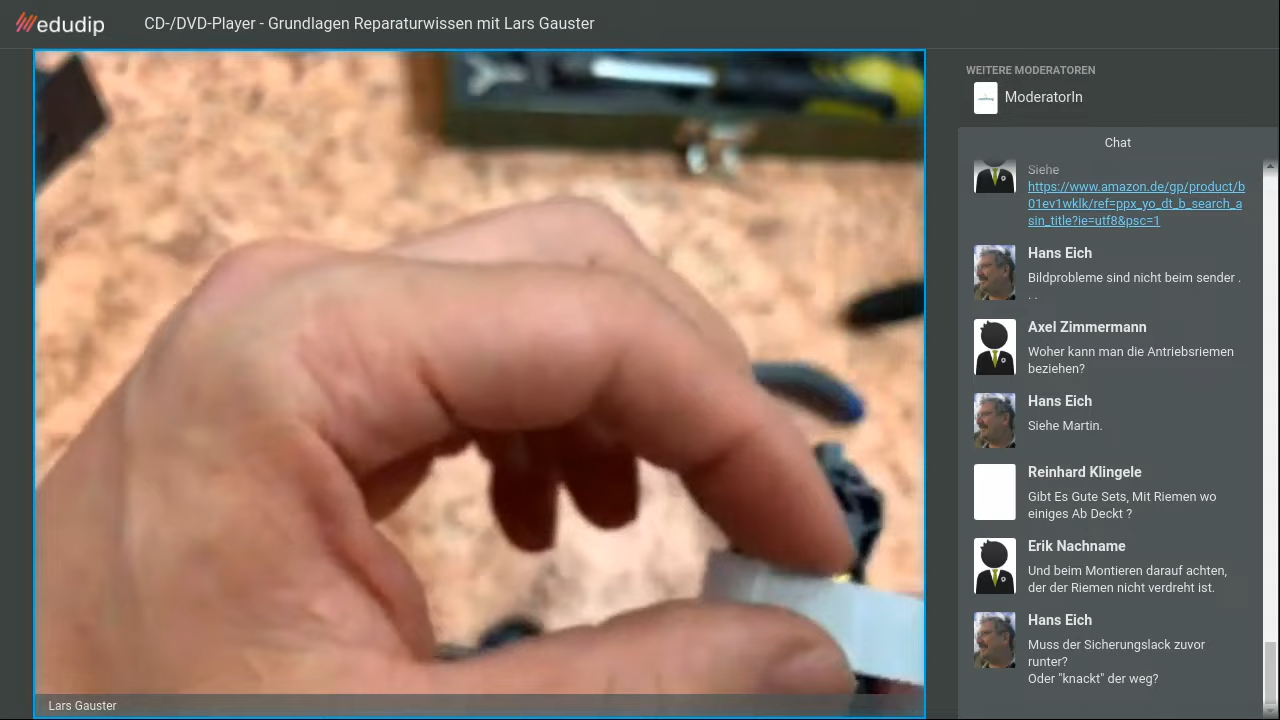 edudip
CD-/DVD-Player - Grundlagen Reparaturwissen mit Lars Gauster
WEITERE MODERATOREN
ModeratorIn
Chat
Siehe
https://www.amazon.de/gp/product/b
01ev1wklk/ref=ppx_yo_dt_b_search_a
sin_title?ie=utf8&psc=1
Hans Eich
Bildprobleme sind nicht beim sender .
Axel Zimmermann
Woher kann man die Antriebsriemen
beziehen?
Hans Eich
Siehe Martin.
Reinhard Klingele
Gibt Es Gute Sets, Mit Riemen wo
einiges Ab Deckt ?
Erik Nachname
Und beim Montieren darauf achten,
der der Riemen nicht verdreht ist.
Hans Eich
Muss der Sicherungslack zuvor
runter?
Oder "knackt" der weg?
Lars Gauster